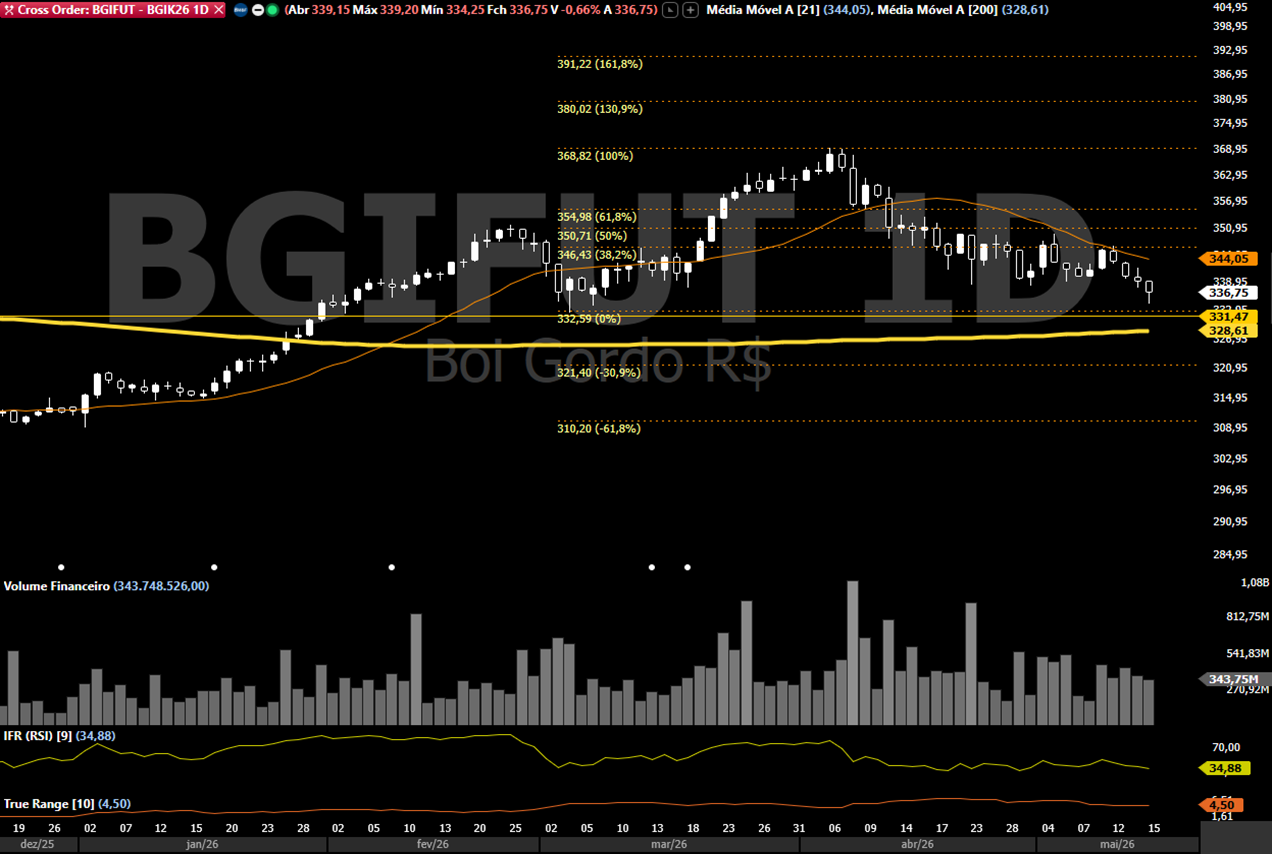 Cross Order: BGIFUT - BGIK26 1D (Abr 339,15 Máx 339,20 Mín 334,25 Fch 336,75 V -0,66% A 336,75) Média Móvel A [21] (344,05), Média Móvel A [200] (328,61)
404,95
398,95
392,95
391,22 (161,8%)
386,95
380,95
380,02 (130,9%)
374,95
368,95
368,82 (100%)
362,95
356,95
BGIFUT 1D
354,98 (61,8%)
350,95
350,71 (50%)
346,43 (38,2%)
344,05
338,95
336,75
331,47
332,59 (0%)
328,61
326,95
Boi Gordo R$
320,95
321,40 (-30,9%)
314,95
310,20 (-61,8%)
308,95
302,95
296,95
290,95
284,95
Volume Financeiro (343.748.526,00)
1,08B
812,75M
541,83M
343,75M
270,92M
IFR (RSI) [9] (34,88)
70,00
34,88
True Range [10] (4,50)
4,50
1,61
19 26 02 07 12 15 20 23 28 02 05 10 13 20 25 02 05 10 13 18 23 26 31 06 09 14 17 23 28 04 07 12 15
dez/25 jan/26 fev/26 mar/26 abr/26 mai/26